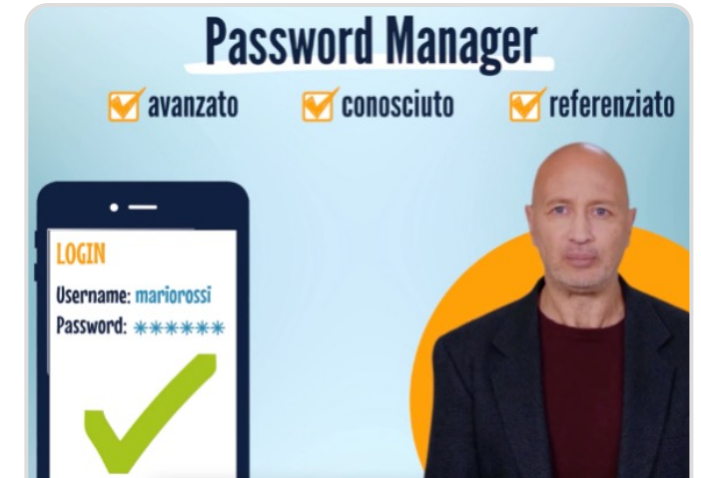 Password Manager
avanzato conosciuto referenziato
LOGIN
Username: mariorossi
Password: ******